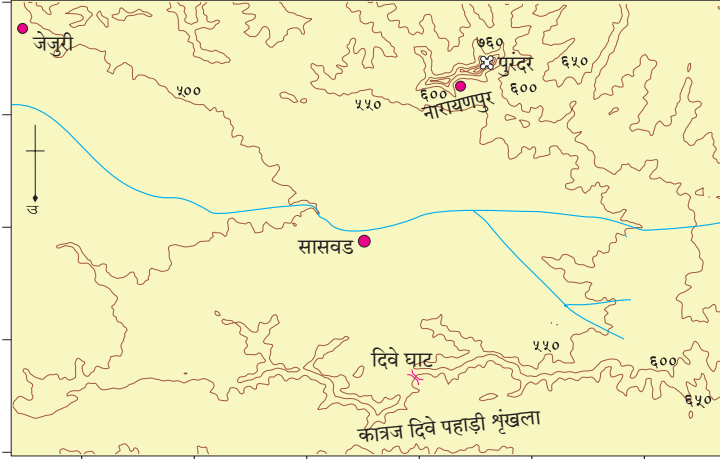 ७६०
जेजुरी
पुरंदर
६५०
५००
६००
६००
५५०
नारायणपुर
उ
सासवड
५५०
दिवे घाट
६००
६५०
कात्रज दिवे पहाड़ी शृंखला